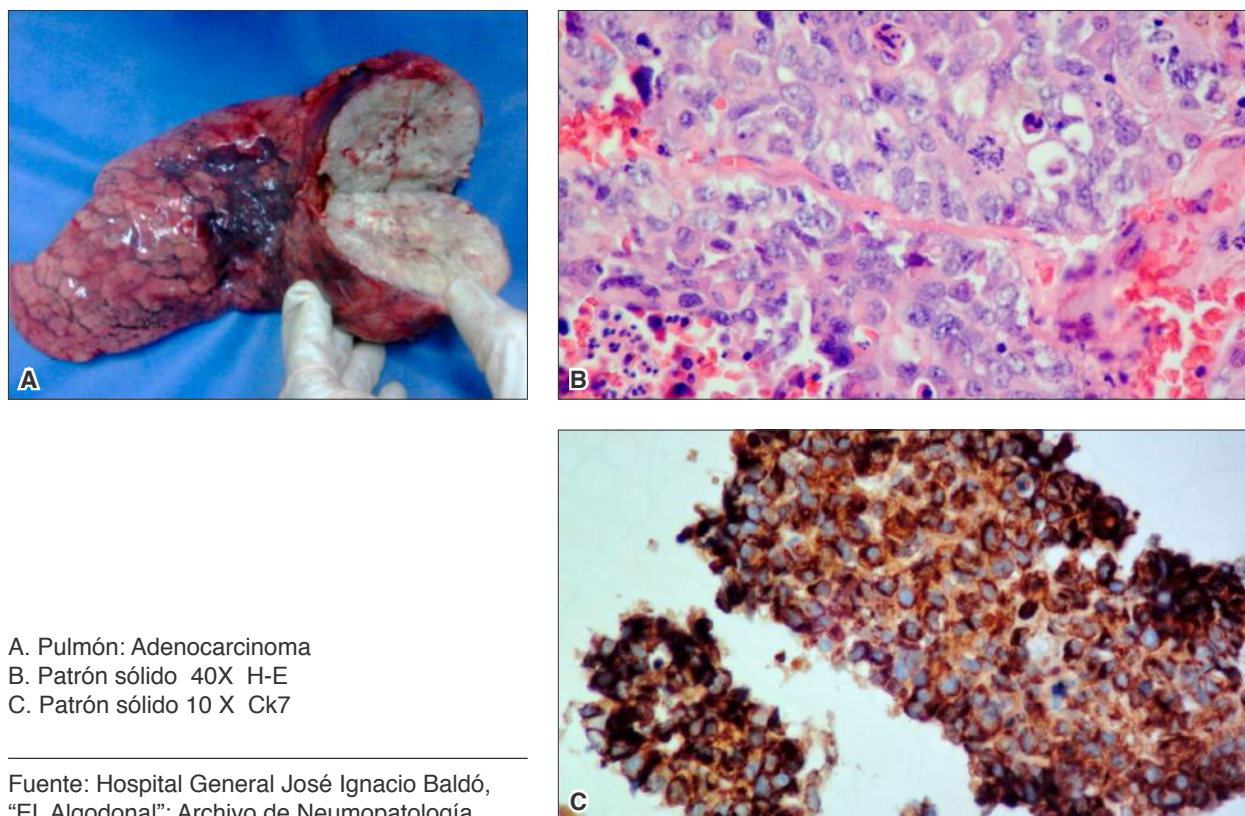 A
B
C
A. Pulmón: Adenocarcinoma
B. Patrón sólido 40X H-E
C. Patrón sólido 10 X Ck7
Fuente: Hospital General José Ignacio Baldó,
“EL Algodonal”: Archivo de Neumopatología